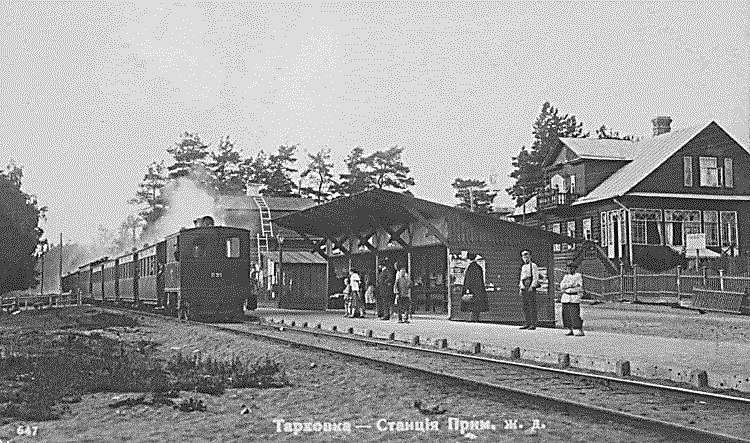 647
Тарховка — Станція Прим. ж. д.